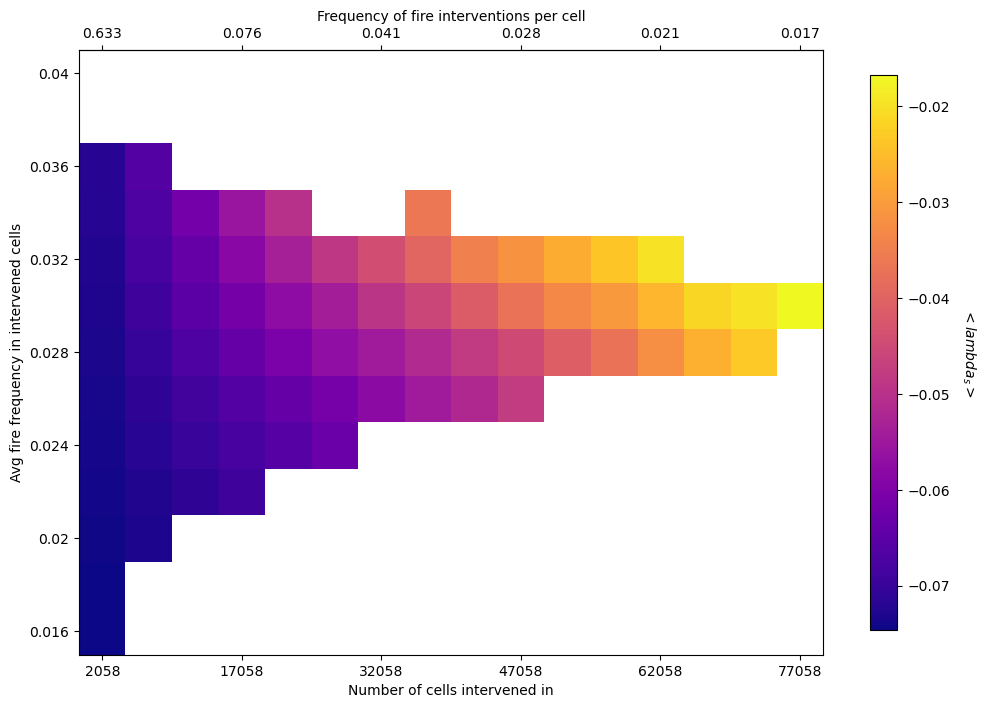 Frequency of fire interventions per cell
0.633 0.076 0.041 0.028 0.021 0.017
0.04
0.036
0.032
0.028
0.024
0.02
0.016
Avg fire frequency in intervened cells
2058 17058 32058 47058 62058 77058
Number of cells intervened in
−0.02
−0.03
−0.04
−0.05
−0.06
−0.07
< lambda_s >